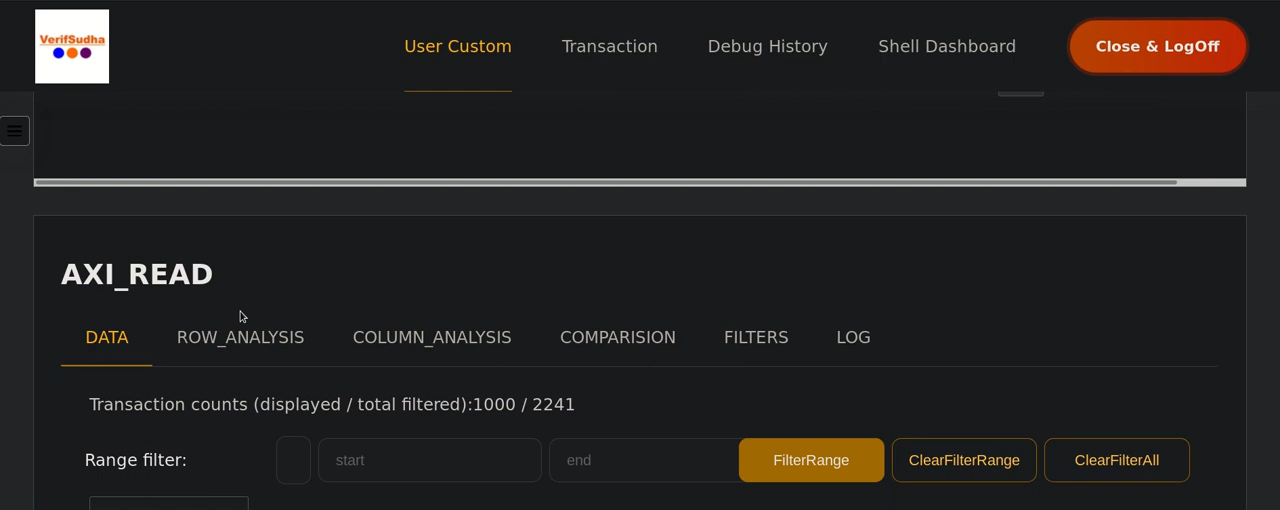 VerifSudha
User Custom Transaction Debug History Shell Dashboard Close & LogOff
AXI_READ
DATA ROW_ANALYSIS COLUMN_ANALYSIS COMPARISION FILTERS LOG
Transaction counts (displayed / total filtered):1000 / 2241
Range filter: start end FilterRange ClearFilterRange ClearFilterAll